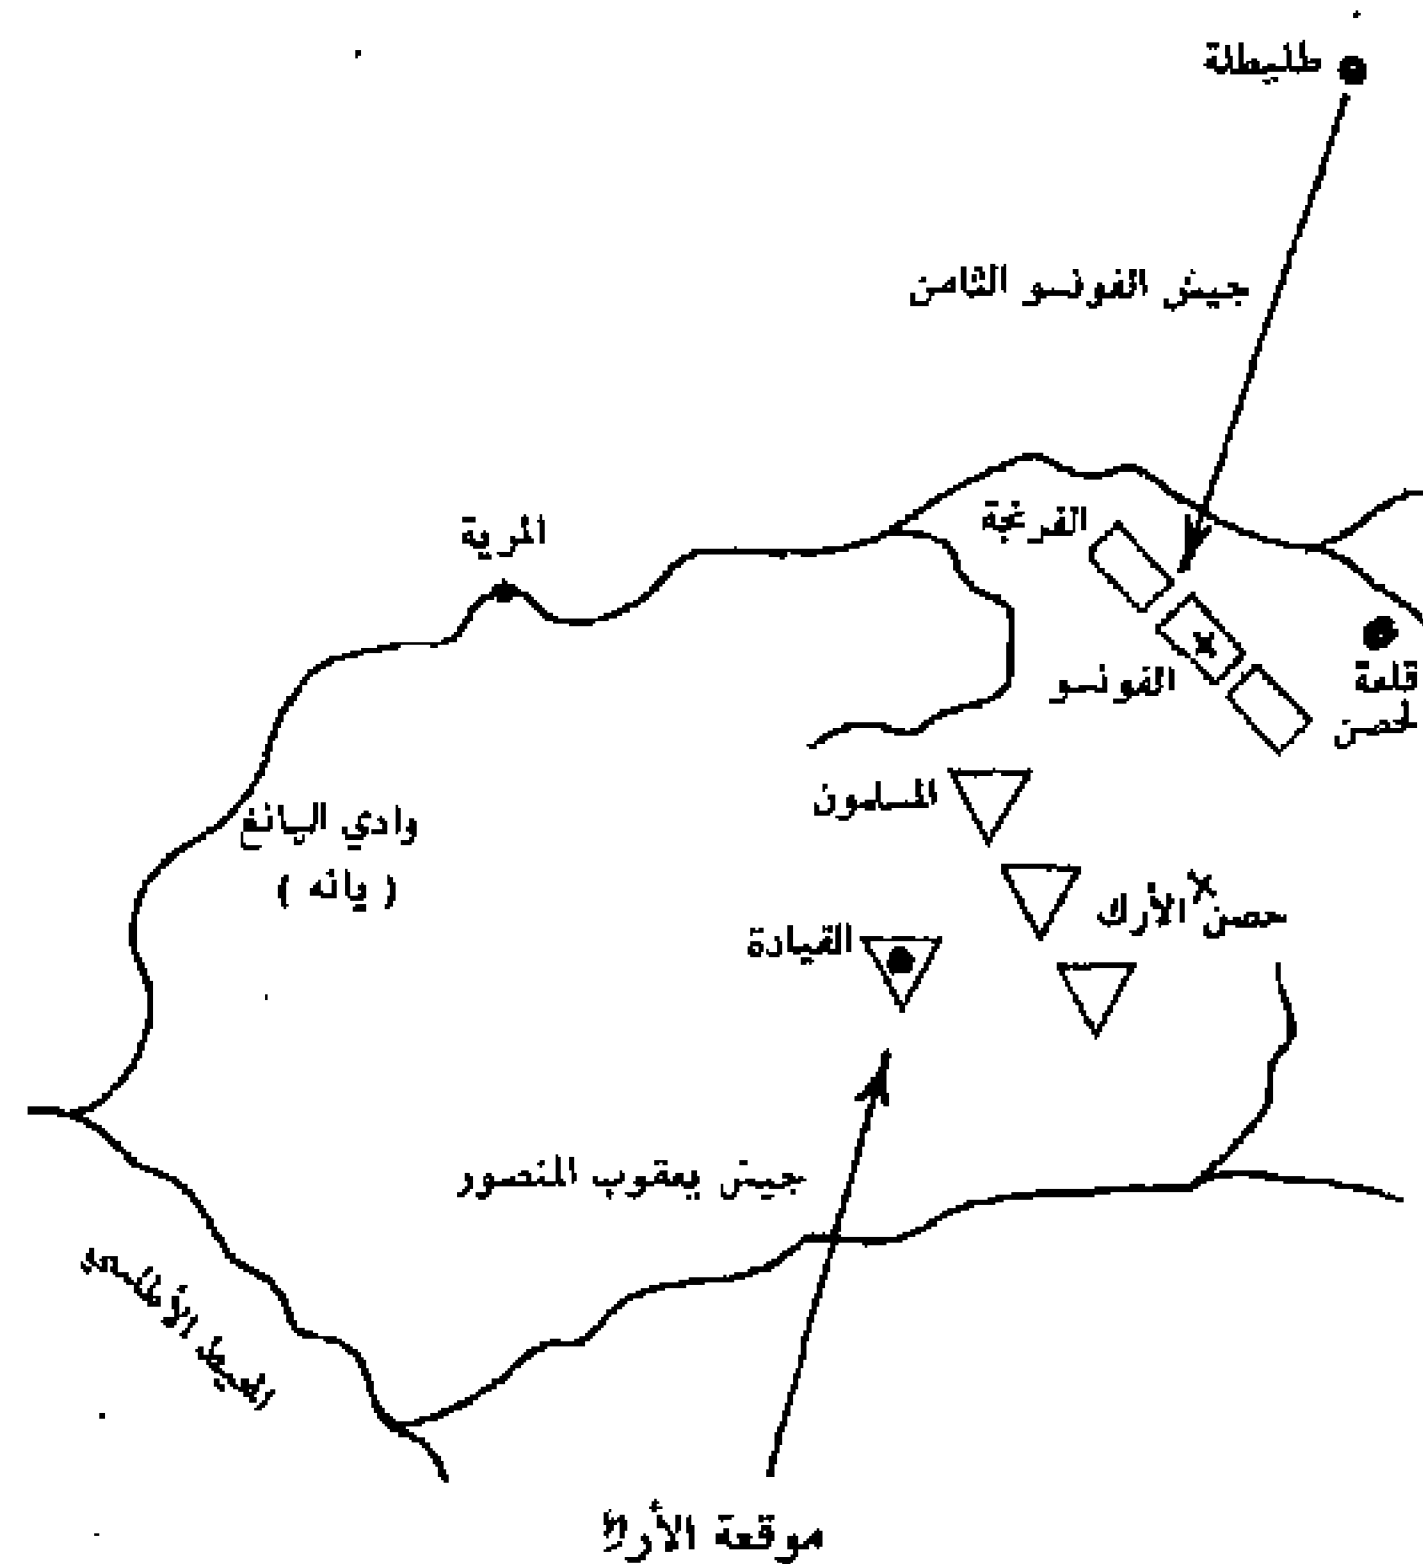 طليطلة
جيش الفونسو الثامن
الفرنجة
المرية
الفونسو
قلعة
لحصن
المسلمون
وادي اليانغ
( يانه )
حصن الأرك
القيادة
جيش يعقوب المنصور
المحيط الأطلسي
موقعة الأرك